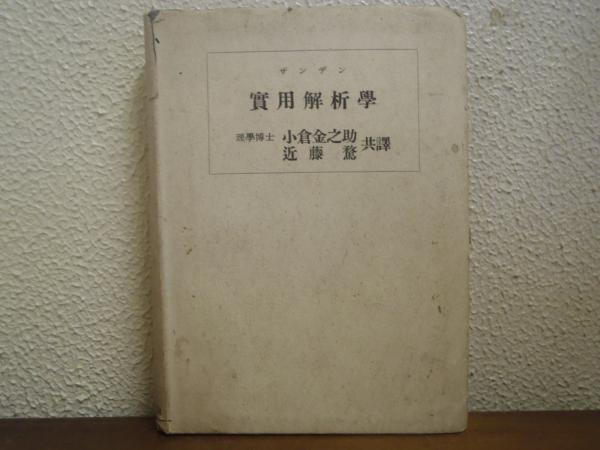 ザンデン
實用解析學
理學博士 小倉金之助
近藤鶩 共譯